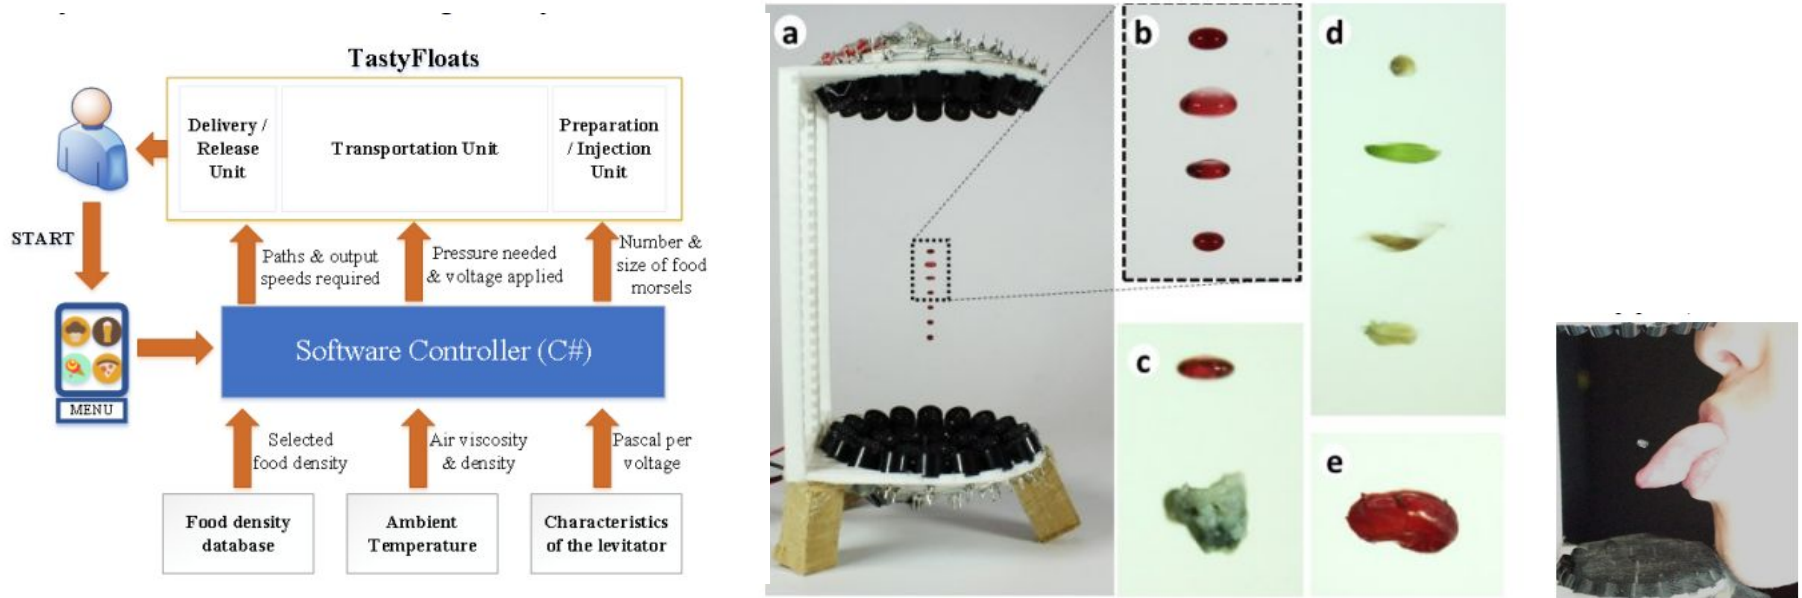 TastyFloats
Delivery /
Release
Unit
Transportation Unit
Preparation
/ Injection
Unit
START
Paths & output
speeds required
Pressure needed
& voltage applied
Number &
size of food
morsels
MENU
Software Controller (C#)
Selected
food density
Air viscosity
& density
Pascal per
voltage
Food density
database
Ambient
Temperature
Characteristics
of the levitator
a
b
c
d
e